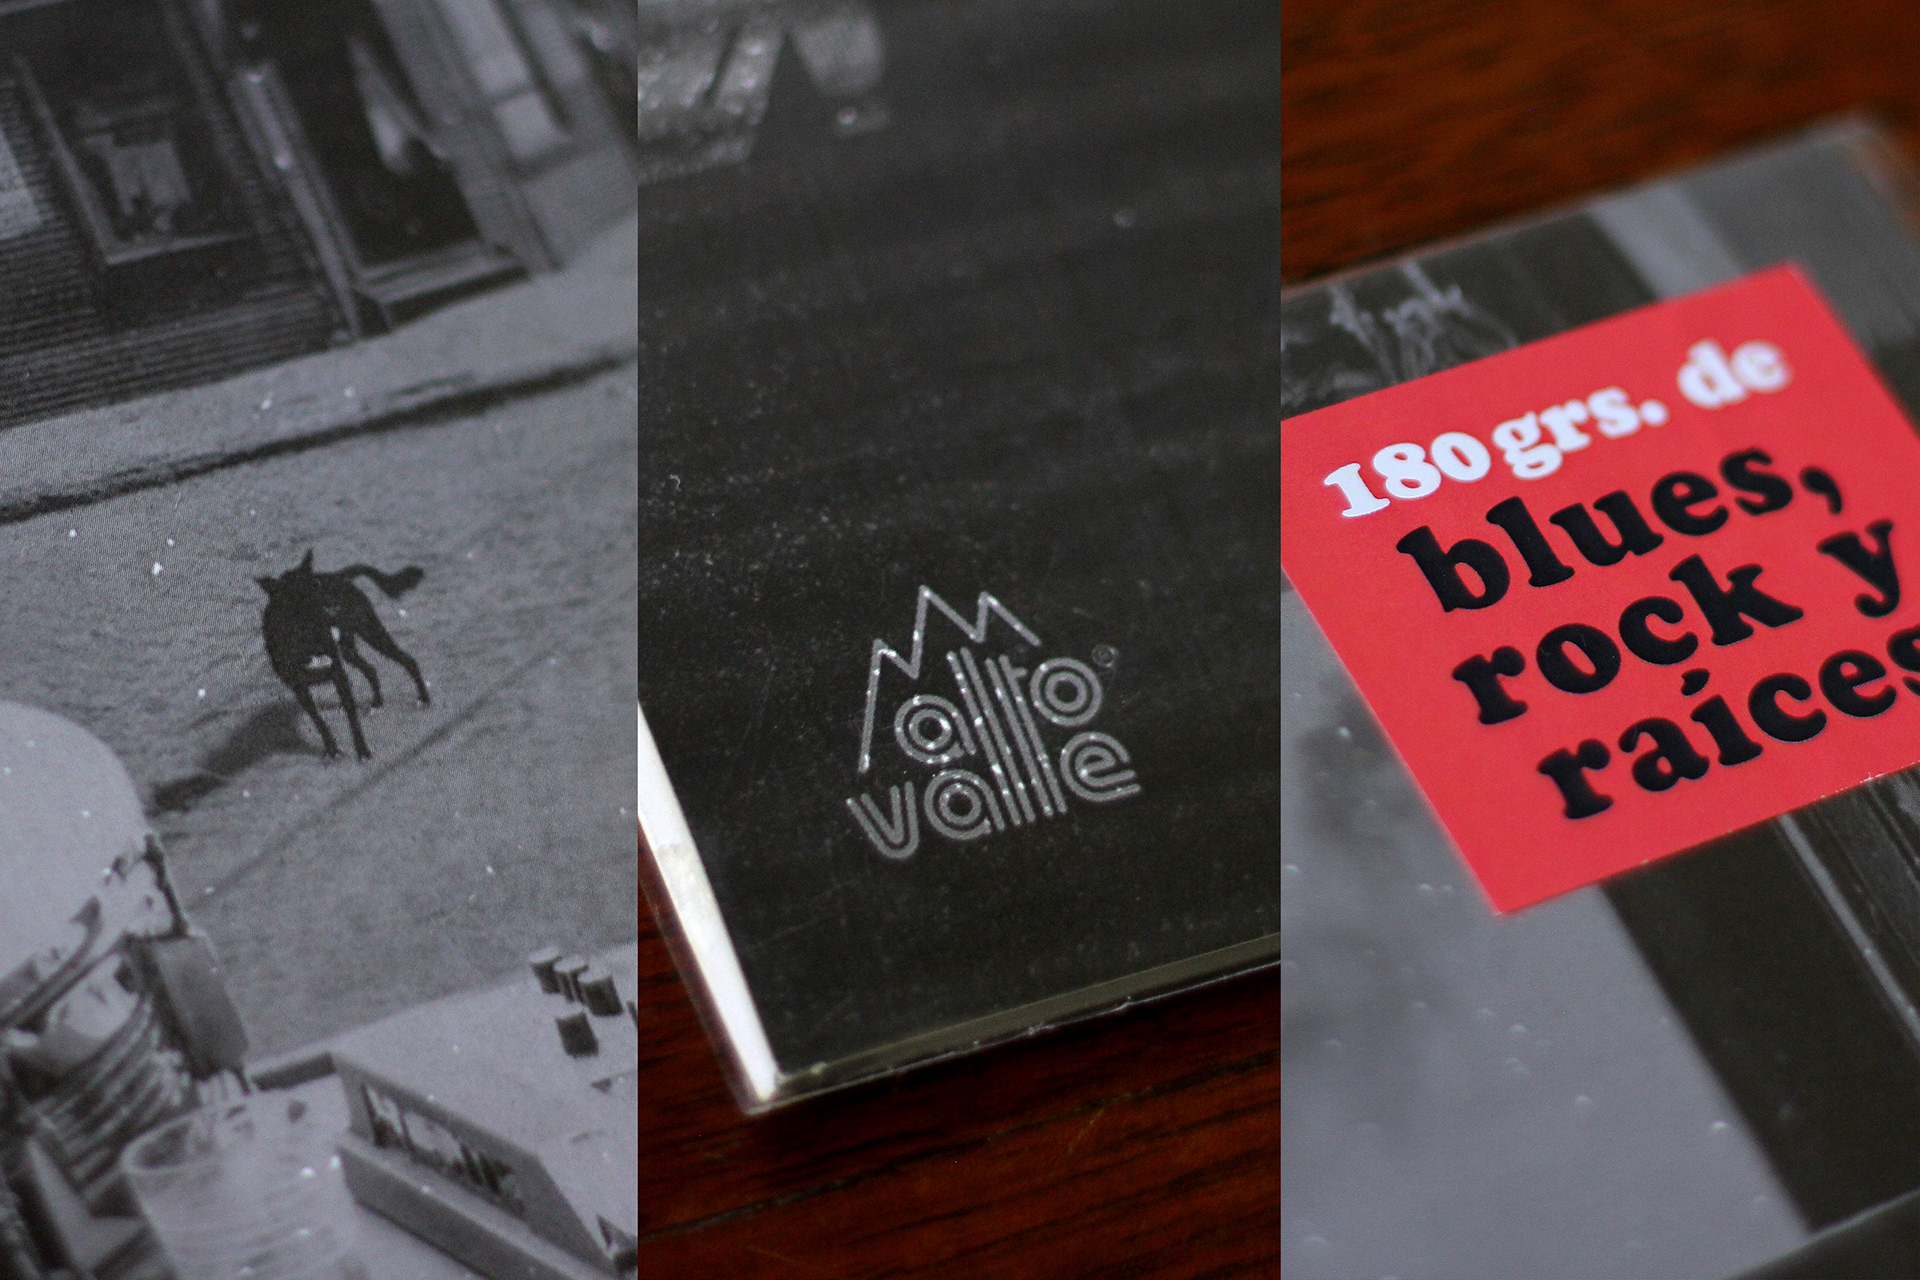 alto
valle
®
180 grs. de
blues,
rock y
raíces